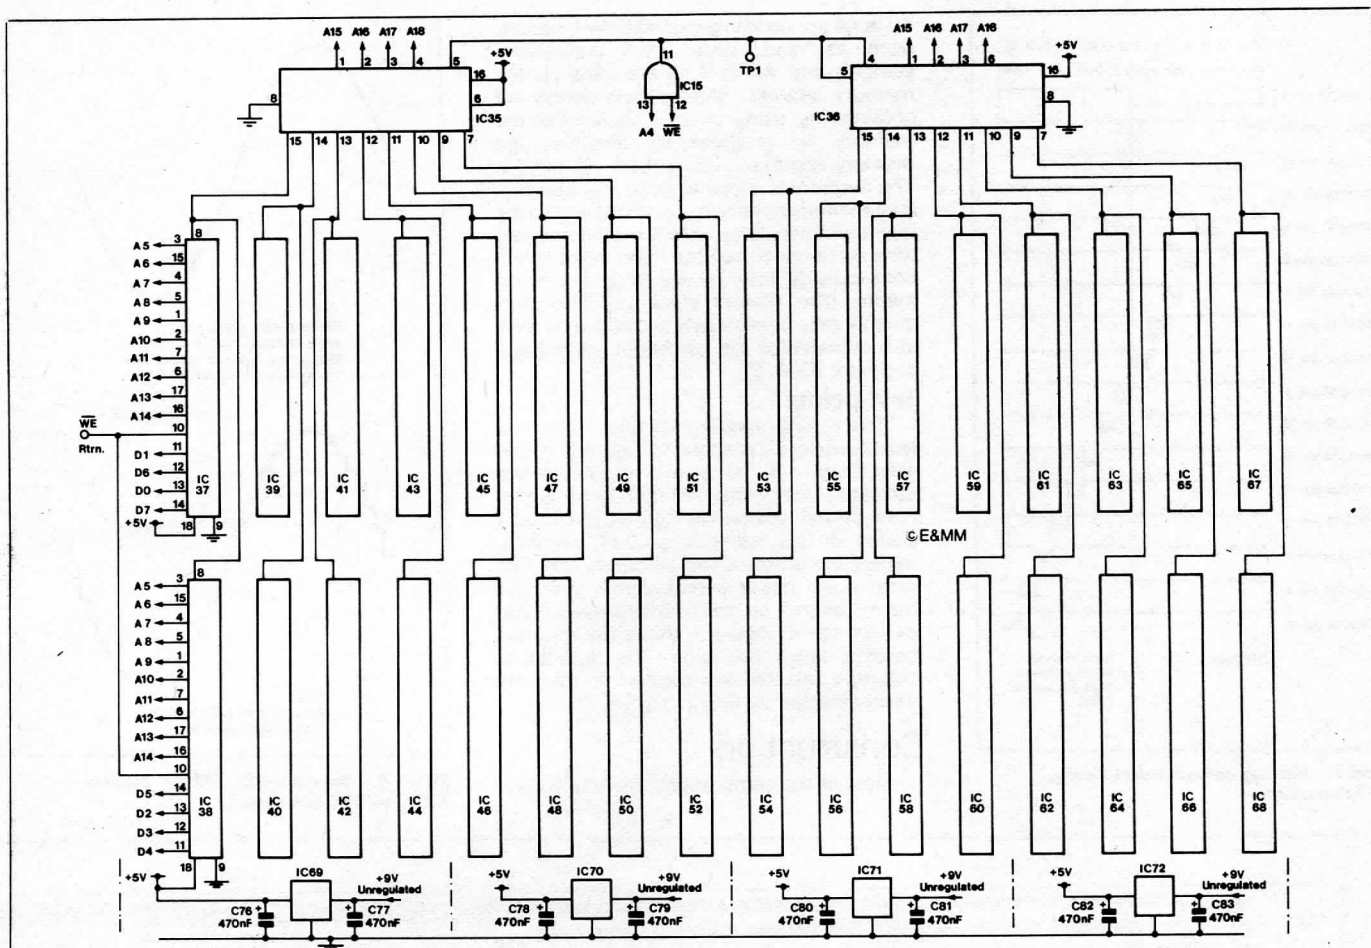 A15 A16 A17 A18
1 2 3 4 5
+5V
16
8
6
IC35
15 14 13 12 11 10 9 7
11
IC15
13 12
A4 WE
TP1
A15 A16 A17 A18
4 1 2 3 6
5
+5V
16
8
IC36
15 14 13 12 11 10 9 7
8
A5 3
A6 15
A7 4
A8 5
A9 1
A10 2
A11 7
A12 6
A13 17
A14 16
WE
Rtrn.
10
D1 11
D6 12
D0 13
D7 14
+5V
18 9
IC 37
IC 39
IC 41
IC 43
IC 45
IC 47
IC 49
IC 51
IC 53
IC 55
IC 57
IC 59
IC 61
IC 63
IC 65
IC 67
©E&MM
8
A5 3
A6 15
A7 4
A8 5
A9 1
A10 2
A11 7
A12 6
A13 17
A14 16
10
D5 14
D2 13
D3 12
D4 11
18 9
IC 38
IC 40
IC 42
IC 44
IC 46
IC 48
IC 50
IC 52
IC 54
IC 56
IC 58
IC 60
IC 62
IC 64
IC 66
IC 68
+5V
IC69
+9V
Unregulated
C76 +
470nF
+ C77
470nF
+5V
IC70
+9V
Unregulated
C78 +
470nF
+ C79
470nF
+5V
IC71
+9V
Unregulated
C80 +
470nF
+ C81
470nF
+5V
IC72
+9V
Unregulated
C82 +
470nF
+ C83
470nF